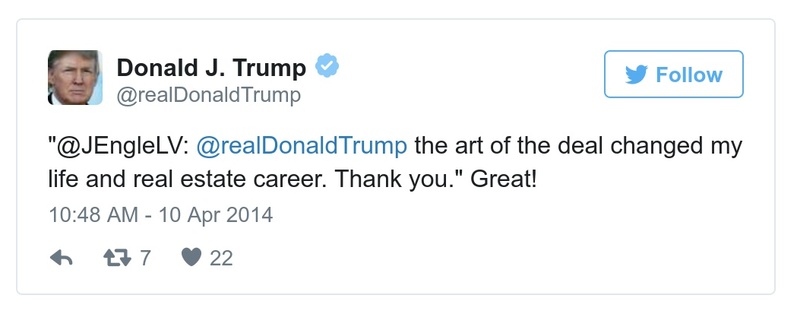 Donald J. Trump
@realDonaldTrump
Follow
"@JEngleLV: @realDonaldTrump the art of the deal changed my
life and real estate career. Thank you." Great!
10:48 AM - 10 Apr 2014
7 22